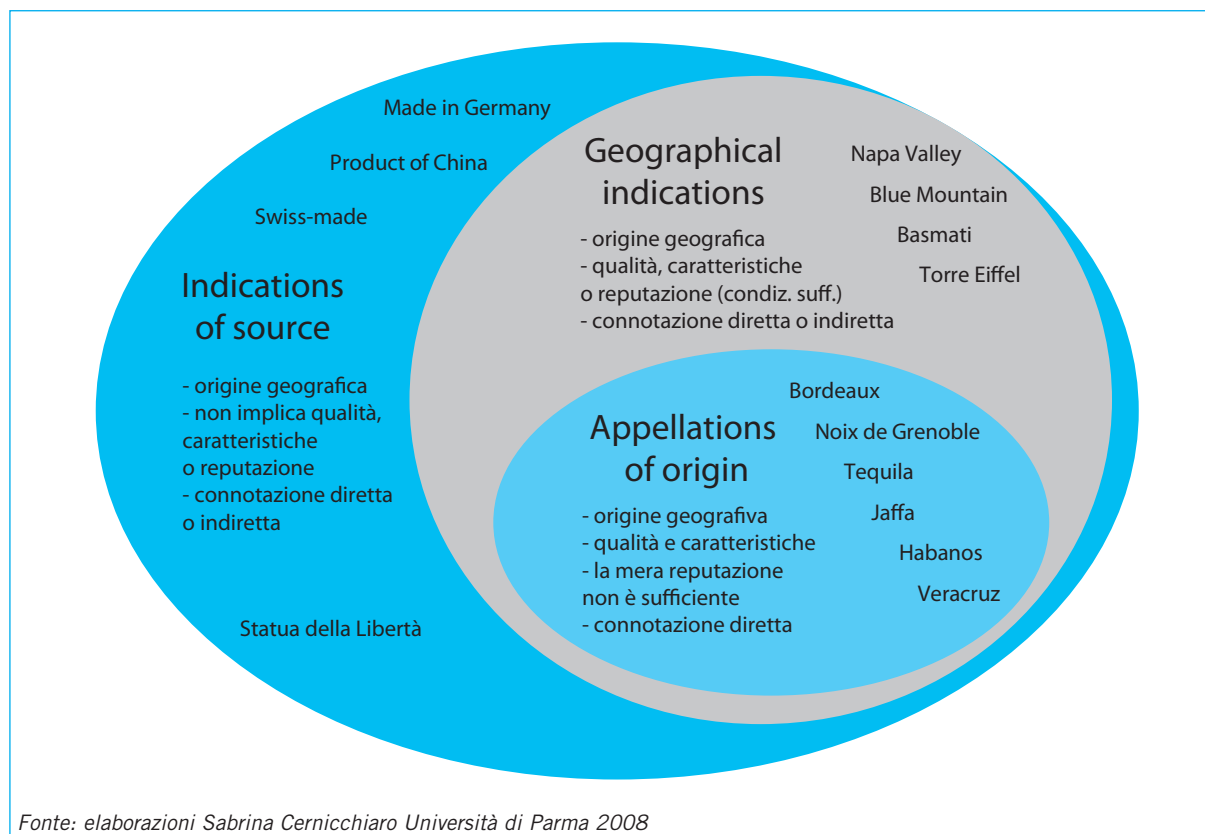 Made in Germany
Product of China
Swiss-made
Indications
of source
- origine geografica
- non implica qualità,
caratteristiche
o reputazione
- connotazione diretta
o indiretta
Statua della Libertà
Geographical
indications
- origine geografica
- qualità, caratteristiche
o reputazione (condiz. suff.)
- connotazione diretta o indiretta
Napa Valley
Blue Mountain
Basmati
Torre Eiffel
Appellations
of origin
- origine geografiva
- qualità e caratteristiche
- la mera reputazione
non è sufficiente
- connotazione diretta
Bordeaux
Noix de Grenoble
Tequila
Jaffa
Habanos
Veracruz
Fonte: elaborazioni Sabrina Cernicchiaro Università di Parma 2008